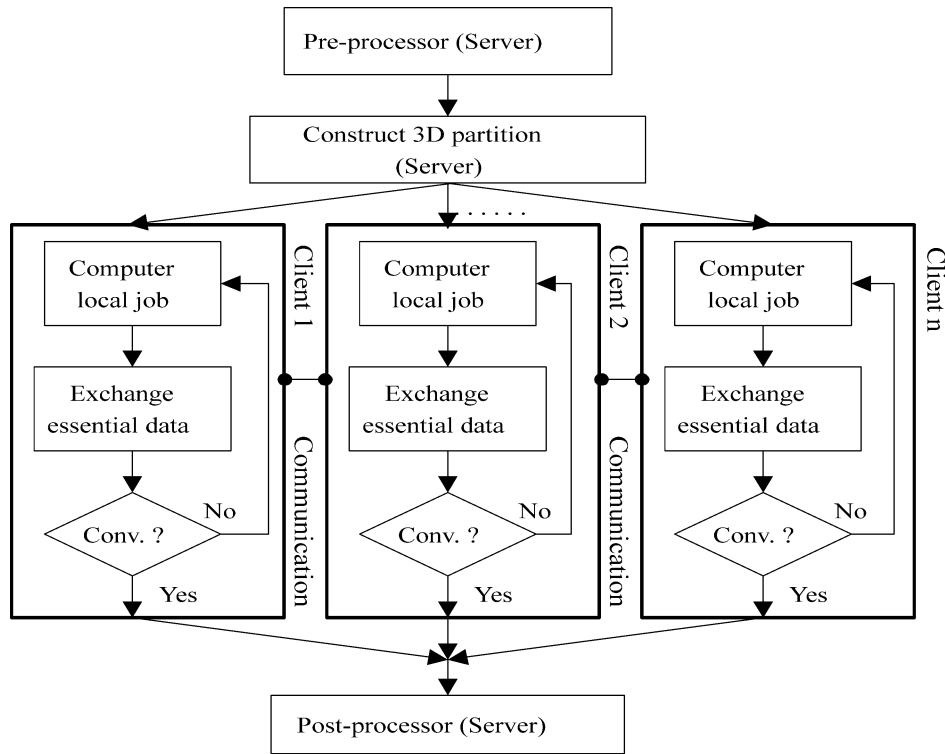 Pre-processor (Server)
Construct 3D partition
(Server)
. . . . .
Computer
local job
Exchange
essential data
Conv. ?
No
Yes
Client 1
Communication
Computer
local job
Exchange
essential data
Conv. ?
No
Yes
Client 2
Communication
Computer
local job
Exchange
essential data
Conv. ?
No
Yes
Client n
Post-processor (Server)